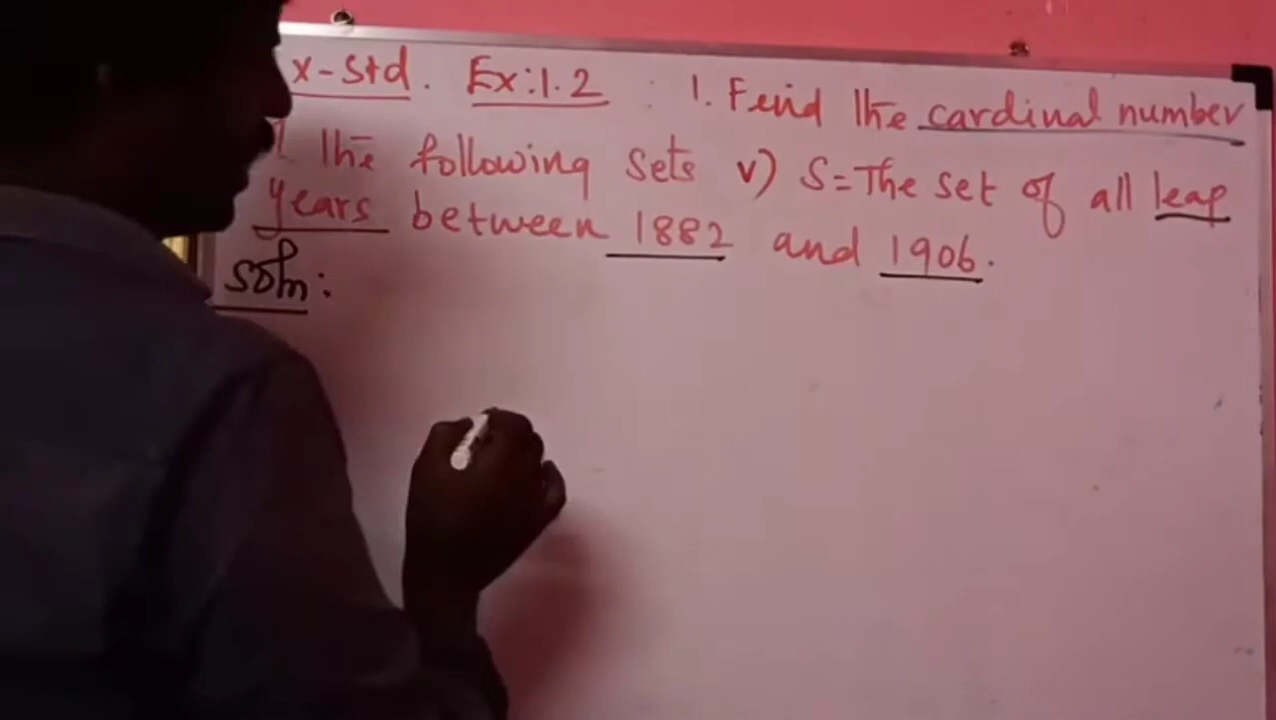 x-std. Ex:1.2 : 1. Find the cardinal number
the following sets v) S=The set of all leap
years between 1882 and 1906.
soln: